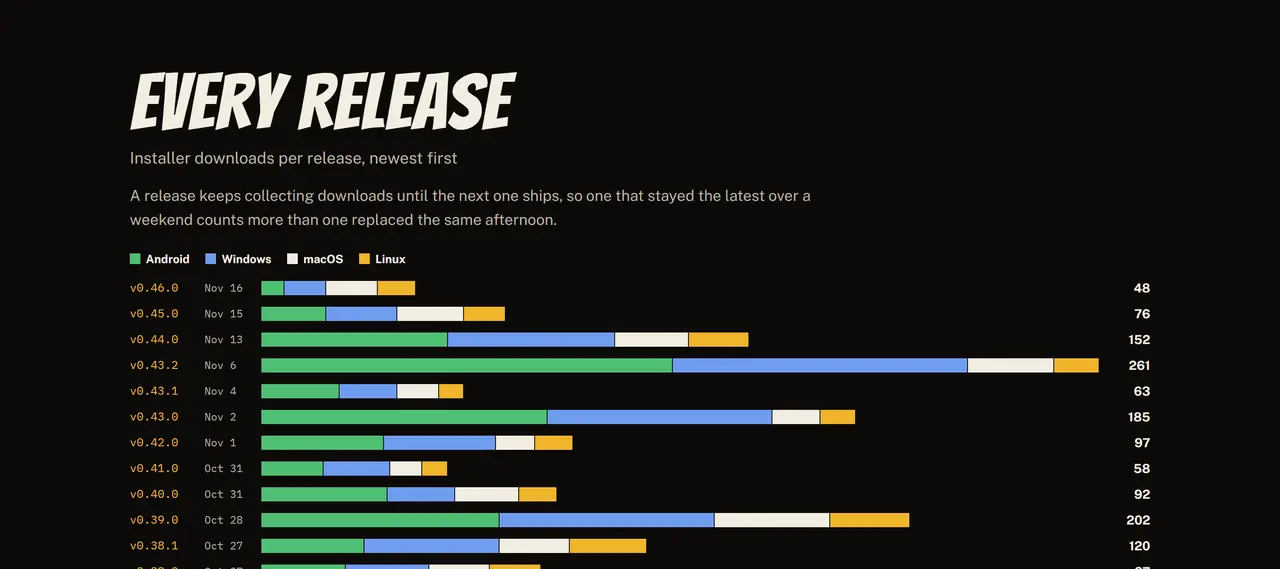 EVERY RELEASE
Installer downloads per release, newest first
A release keeps collecting downloads until the next one ships, so one that stayed the latest over a
weekend counts more than one replaced the same afternoon.
Android Windows macOS Linux
v0.46.0 Nov 16 48
v0.45.0 Nov 15 76
v0.44.0 Nov 13 152
v0.43.2 Nov 6 261
v0.43.1 Nov 4 63
v0.43.0 Nov 2 185
v0.42.0 Nov 1 97
v0.41.0 Oct 31 58
v0.40.0 Oct 31 92
v0.39.0 Oct 28 202
v0.38.1 Oct 27 120